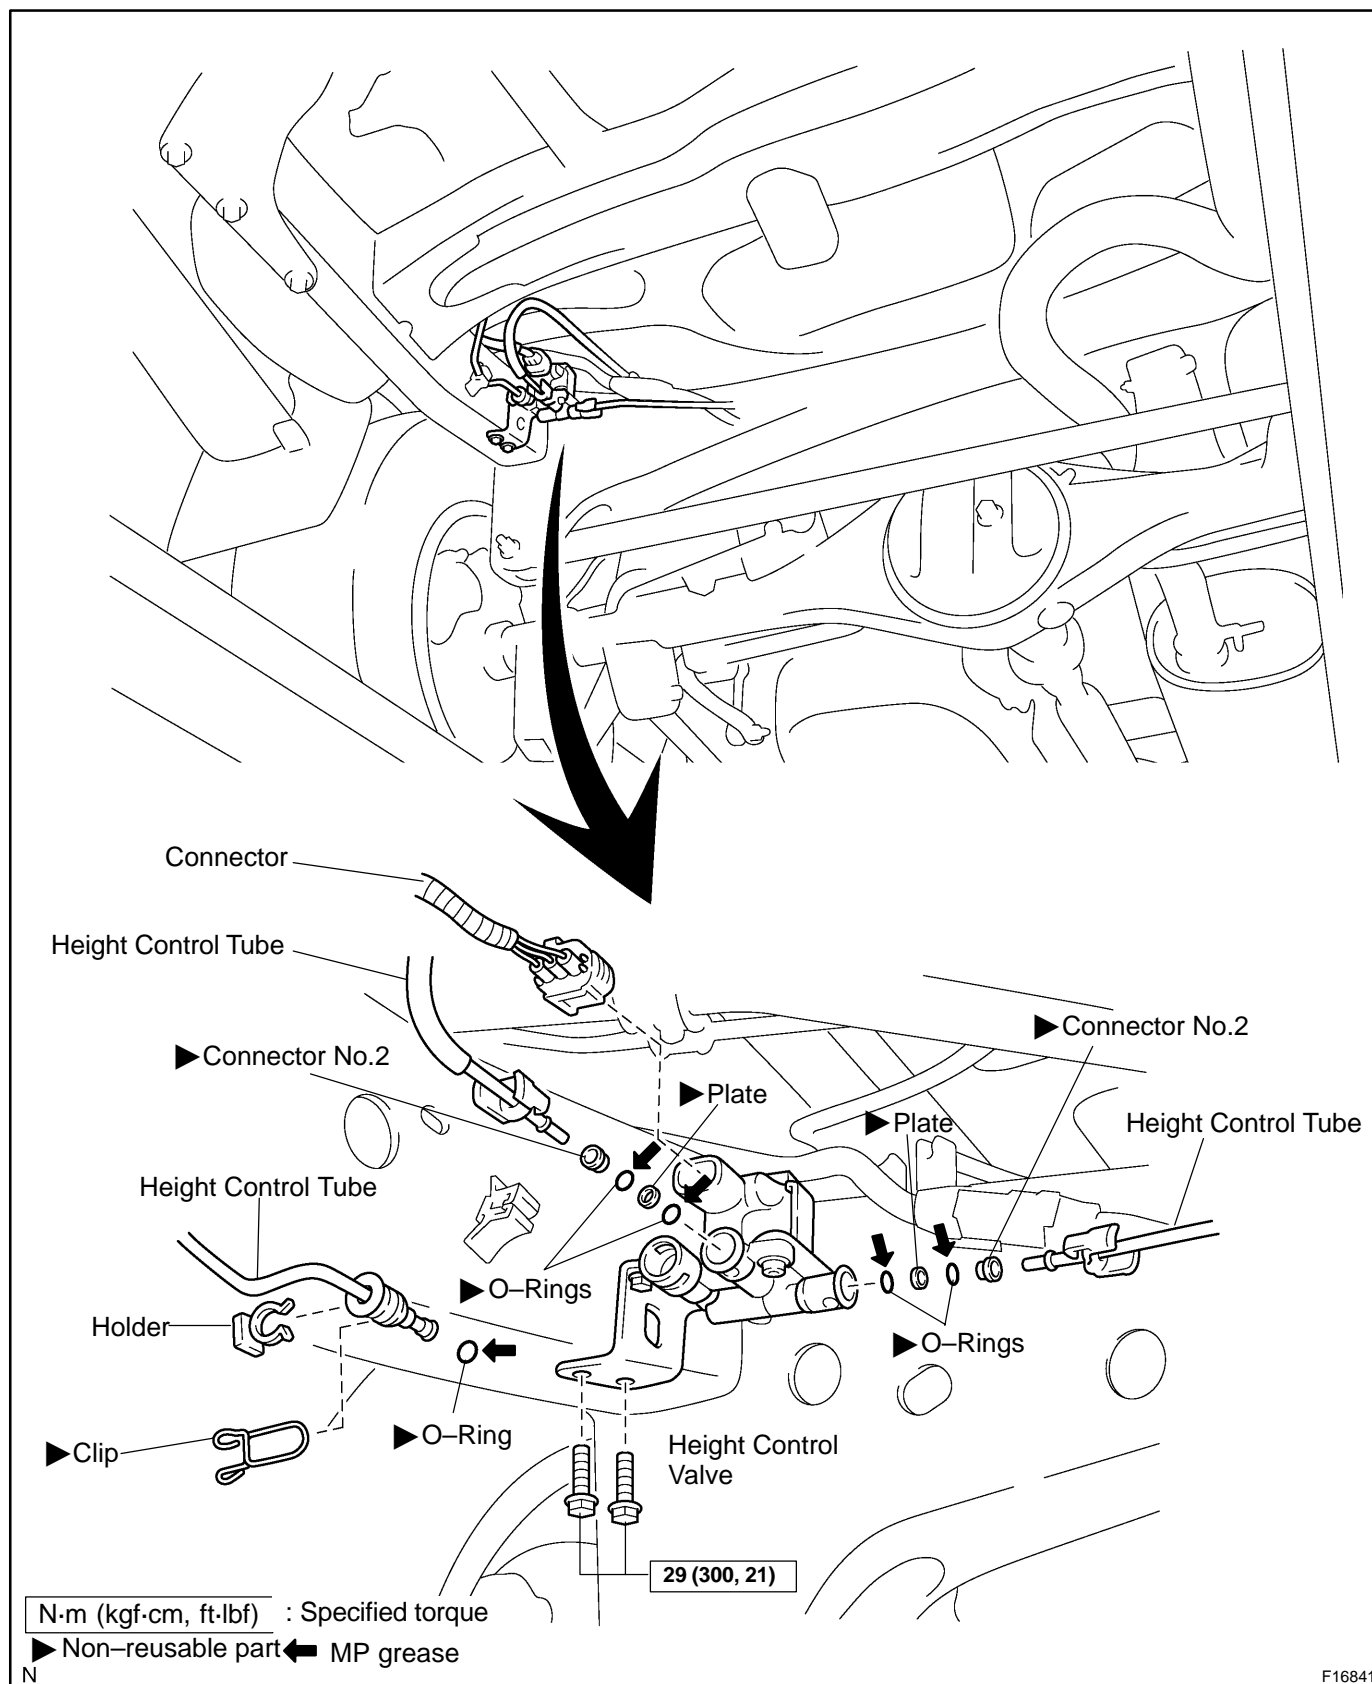 Connector
Height Control Tube
▶Connector No.2
▶Connector No.2
▶Plate
▶Plate
Height Control Tube
Height Control Tube
▶O–Rings
Holder
▶O–Rings
▶O–Ring
▶Clip
Height Control
Valve
29 (300, 21)
N·m (kgf·cm, ft·lbf) : Specified torque
▶Non–reusable part ⬅ MP grease
N
F16841
C